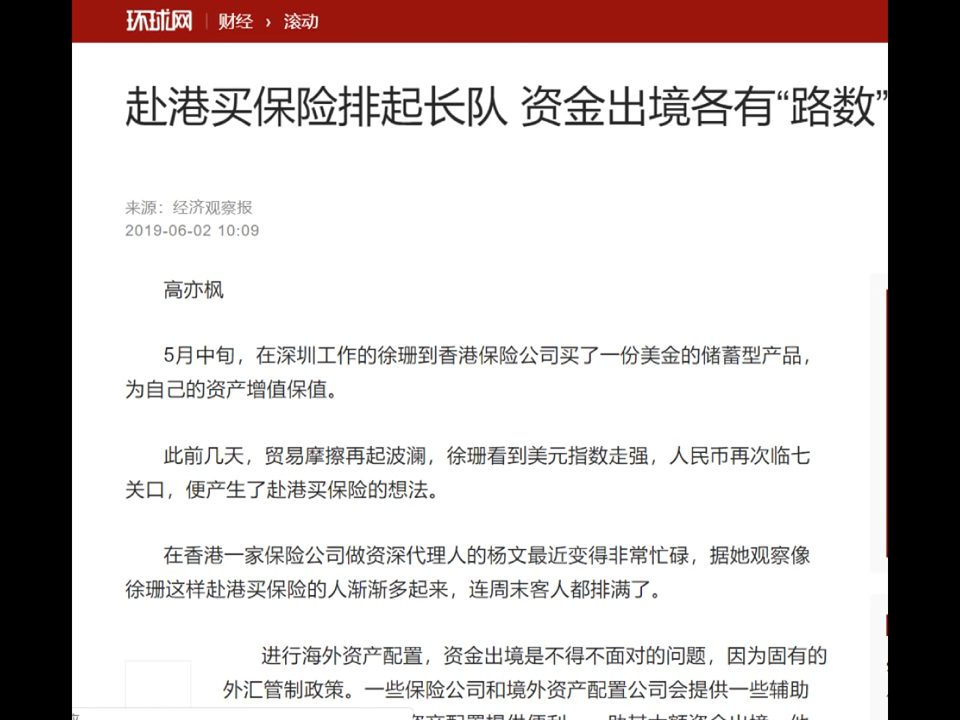 环球网 财经 › 滚动
赴港买保险排起长队 资金出境各有“路数”
来源：经济观察报
2019-06-02 10:09
高亦枫
5月中旬，在深圳工作的徐珊到香港保险公司买了一份美金的储蓄型产品，
为自己的资产增值保值。
此前几天，贸易摩擦再起波澜，徐珊看到美元指数走强，人民币再次临七
关口，便产生了赴港买保险的想法。
在香港一家保险公司做资深代理人的杨文最近变得非常忙碌，据她观察像
徐珊这样赴港买保险的人渐渐多起来，连周末客人都排满了。
进行海外资产配置，资金出境是不得不面对的问题，因为固有的
外汇管制政策。一些保险公司和境外资产配置公司会提供一些辅助